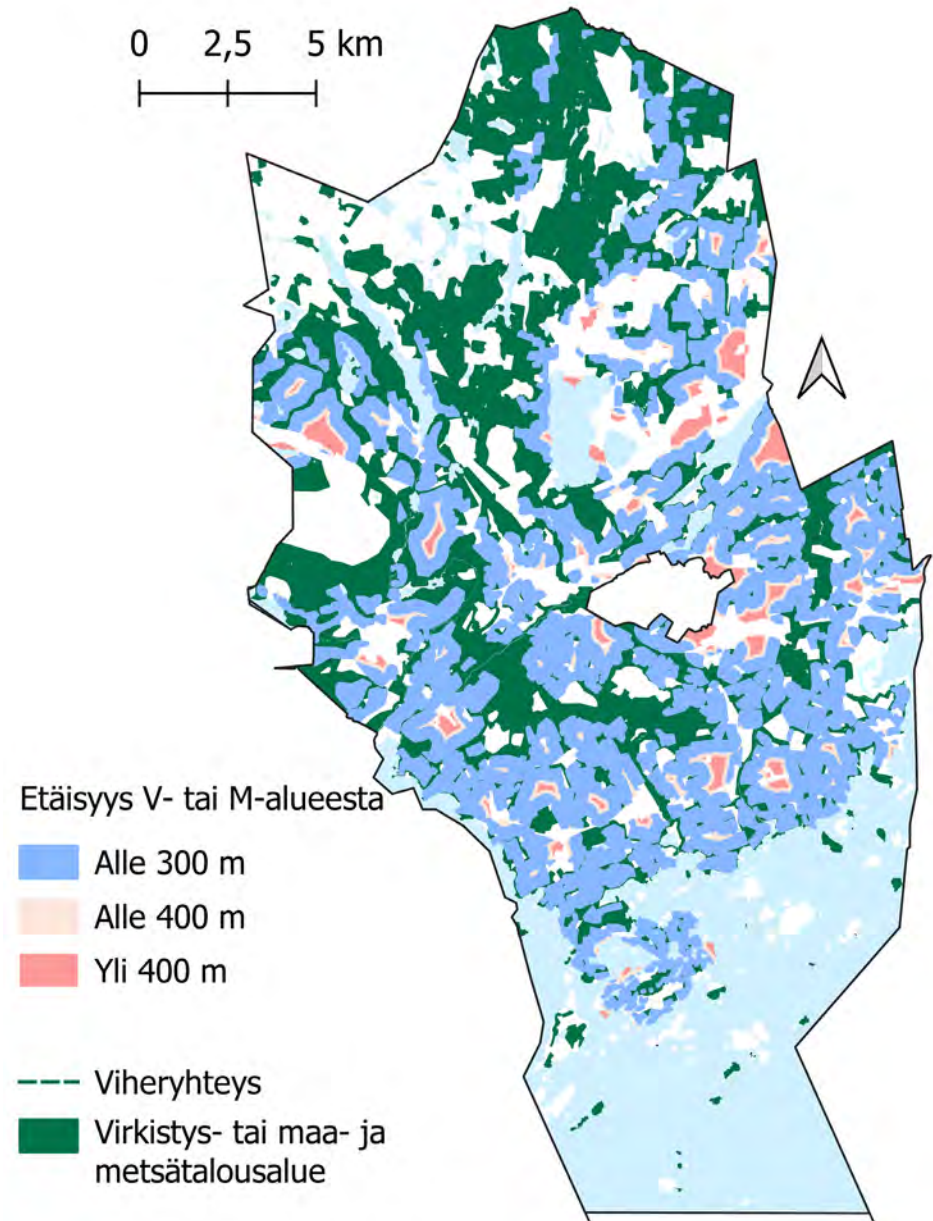 0 2,5 5 km
Etäisyys V- tai M-alueesta
Alle 300 m
Alle 400 m
Yli 400 m
Viheryhteys
Virkistys- tai maa- ja
metsätalousalue